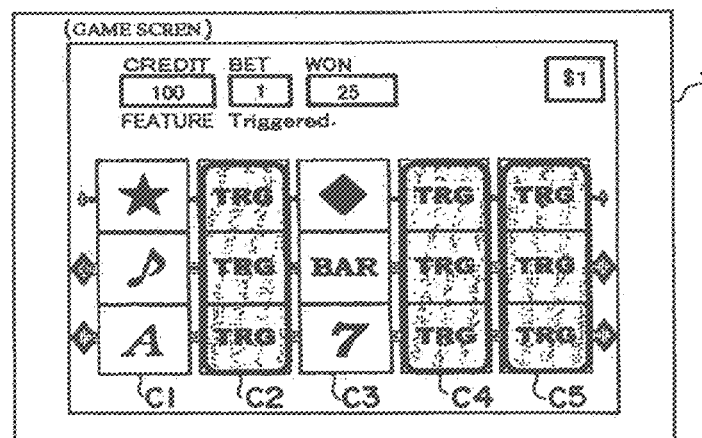 (GAME SCREN)
CREDIT BET WON
100 1 25
$1
FEATURE Triggered.
TRG TRG TRG
TRG BAR TRG TRG
A TRG 7 TRG TRG
C1 C2 C3 C4 C5